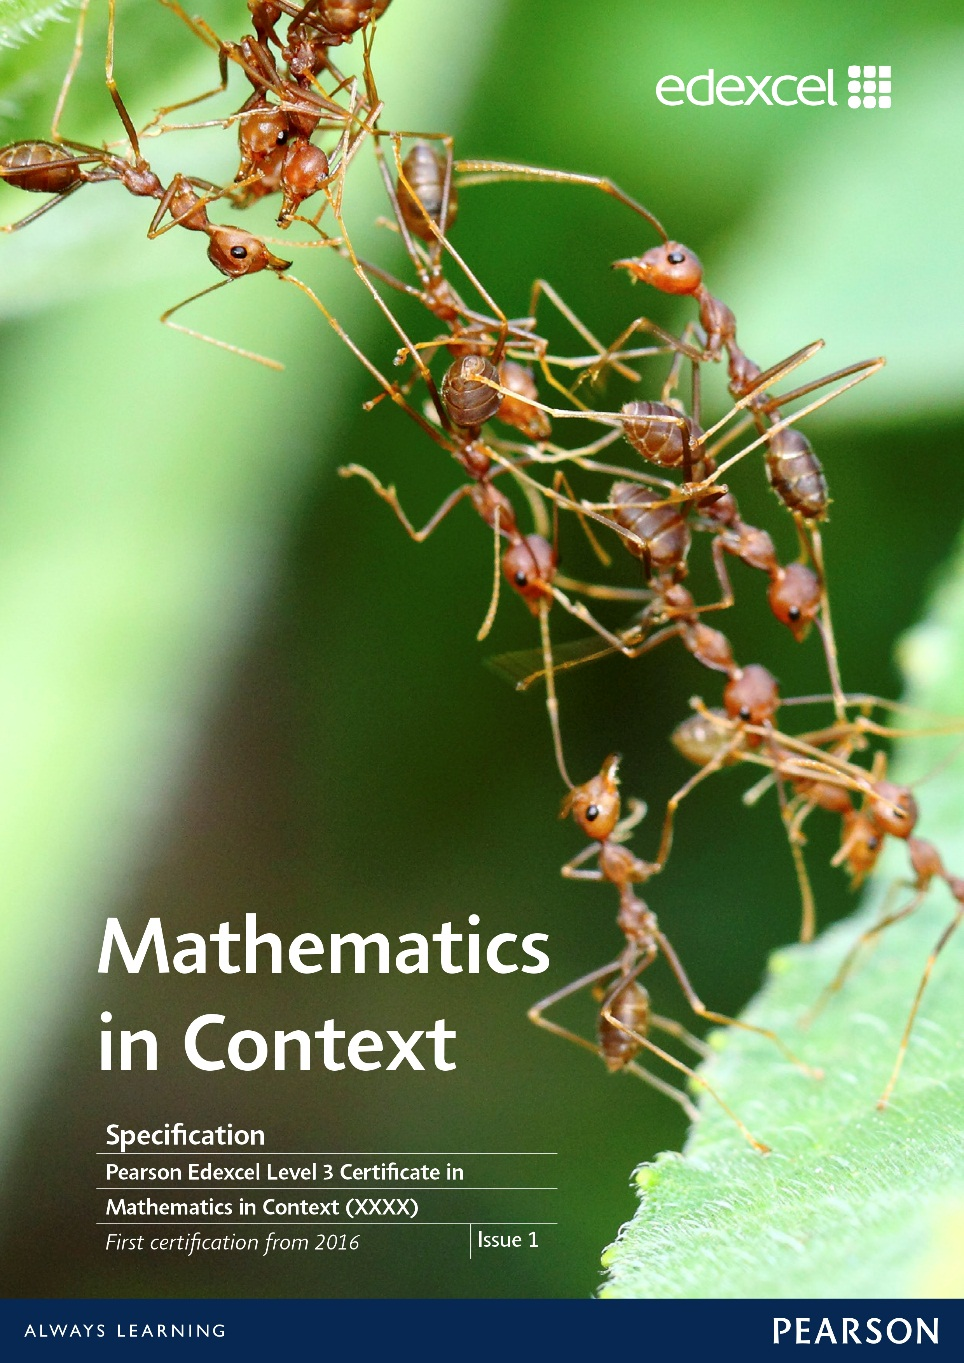 edexcel
Mathematics
in Context
Specification
Pearson Edexcel Level 3 Certificate in
Mathematics in Context (XXXX)
First certification from 2016
Issue 1
ALWAYS LEARNING
PEARSON